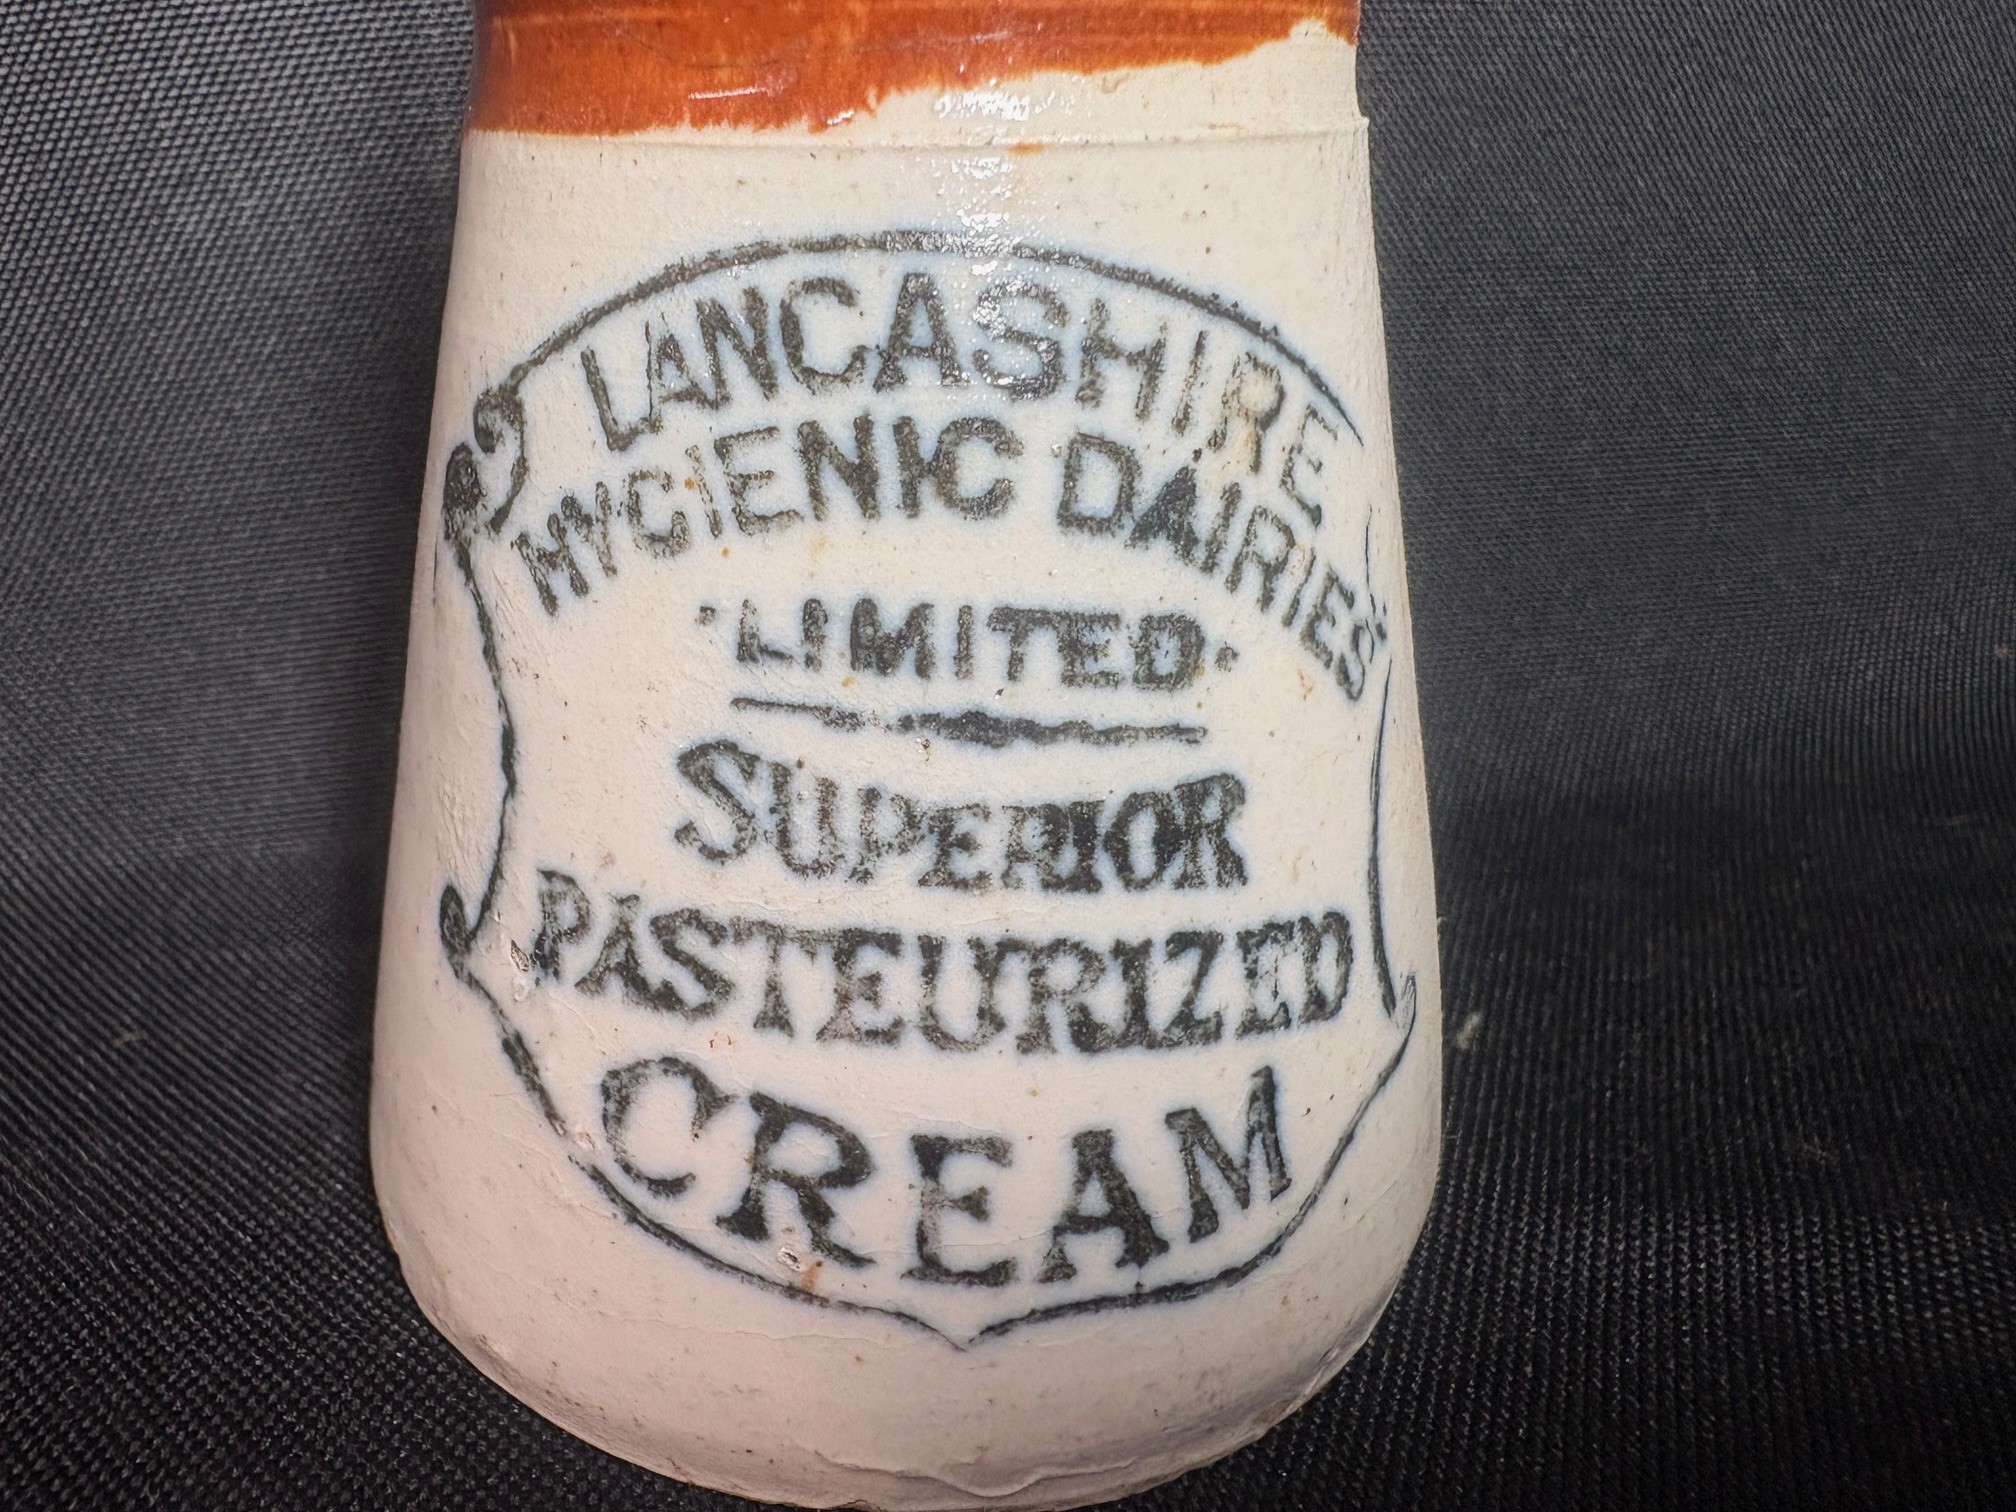 LANCASHIRE
HYGIENIC DAIRIES
·LIMITED·
SUPERIOR
PASTEURIZED
CREAM